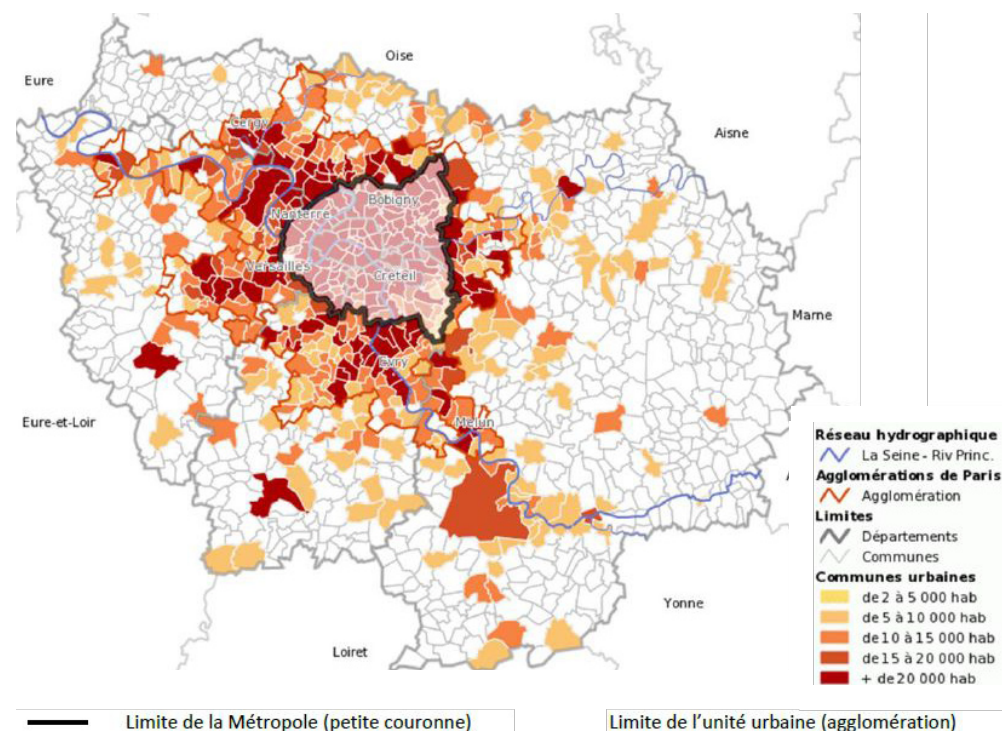 Oise
Eure
Aisne
Cergy
Bobigny
Nanterre
Versailles
Créteil
Marne
Evry
Eure-et-Loir
Melun
Réseau hydrographique
La Seine - Riv Princ.
Agglomérations de Paris
Agglomération
Limites
Départements
Communes
Communes urbaines
de 2 à 5 000 hab
de 5 à 10 000 hab
de 10 à 15 000 hab
de 15 à 20 000 hab
+ de 20 000 hab
Yonne
Loiret
Limite de la Métropole (petite couronne)
Limite de l'unité urbaine (agglomération)